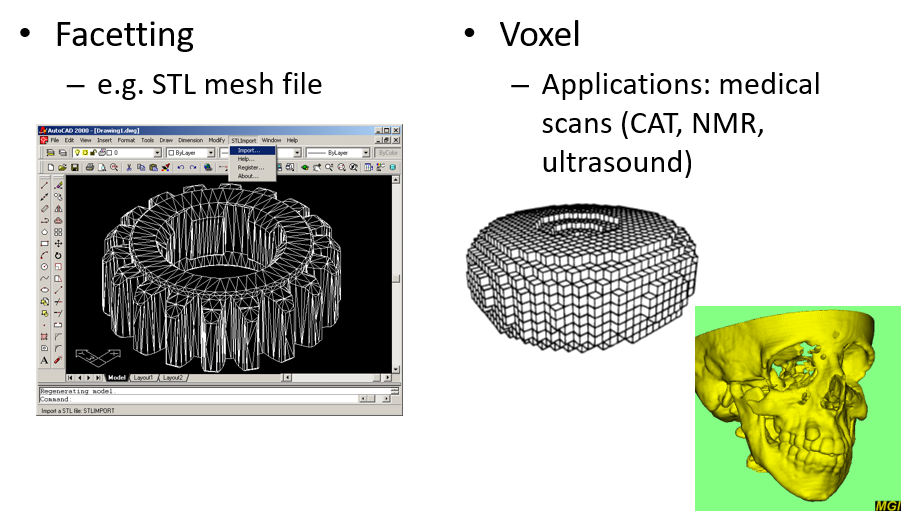 • Facetting
– e.g. STL mesh file
AutoCAD 2000 - [Drawing1.dwg]
File Edit View Insert Format Tools Draw Dimension Modify STLImport Window Help
0 ByLayer ByLayer ByColor
Import...
Help...
Register...
About...
Model Layout1 Layout2
Regenerating model.
Command:
Import a STL file: STLIMPORT
• Voxel
– Applications: medical
scans (CAT, NMR,
ultrasound)
MGI